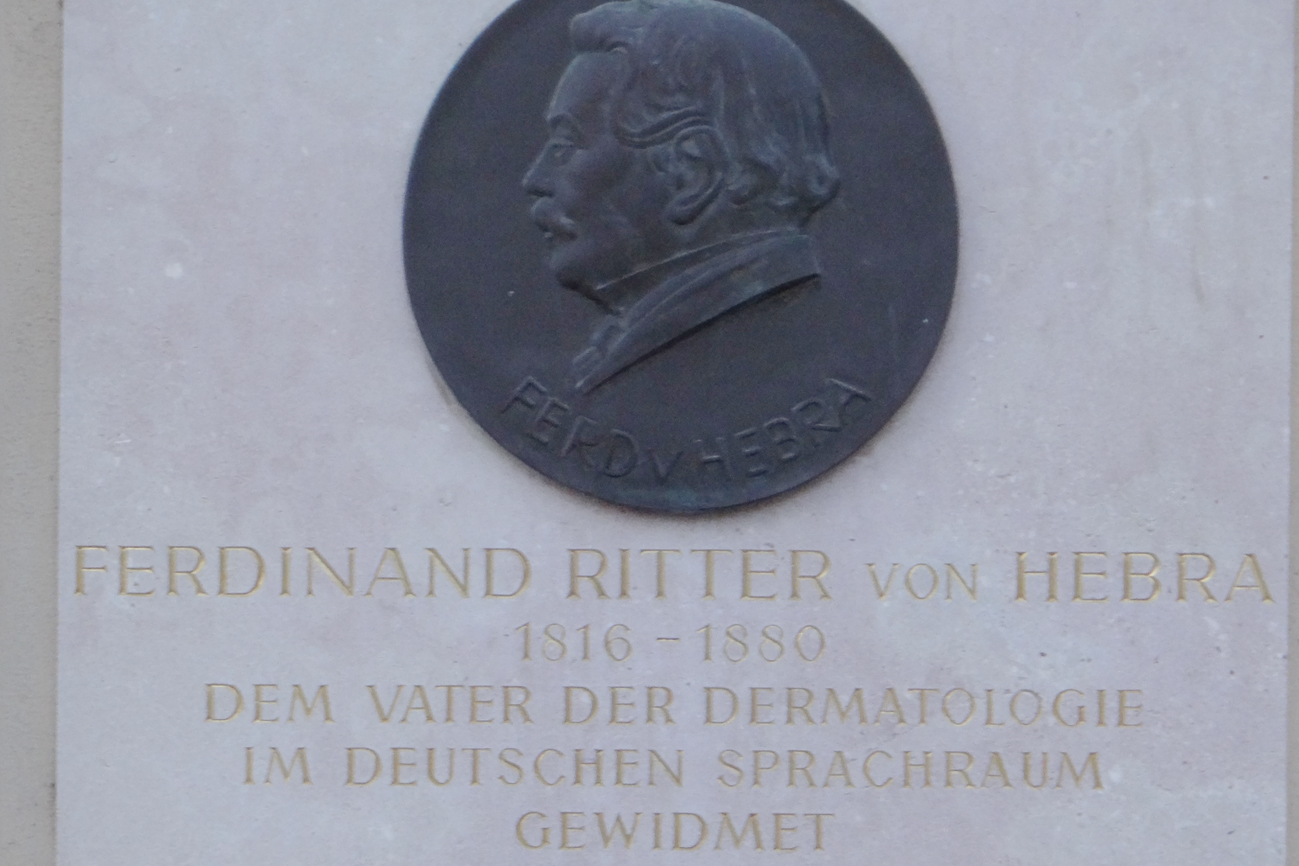 FERD V HEBRA
FERDINAND RITTER VON HEBRA
1816 - 1880
DEM VATER DER DERMATOLOGIE
IM DEUTSCHEN SPRACHRAUM
GEWIDMET